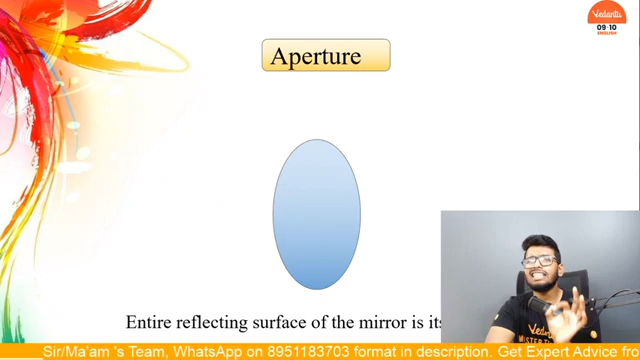 Vedantu
09-10
ENGLISH
Aperture
Entire reflecting surface of the mirror is its
Sir/Ma'am 's Team, WhatsApp on 8951183703 format in description. Get Expert Advice fro